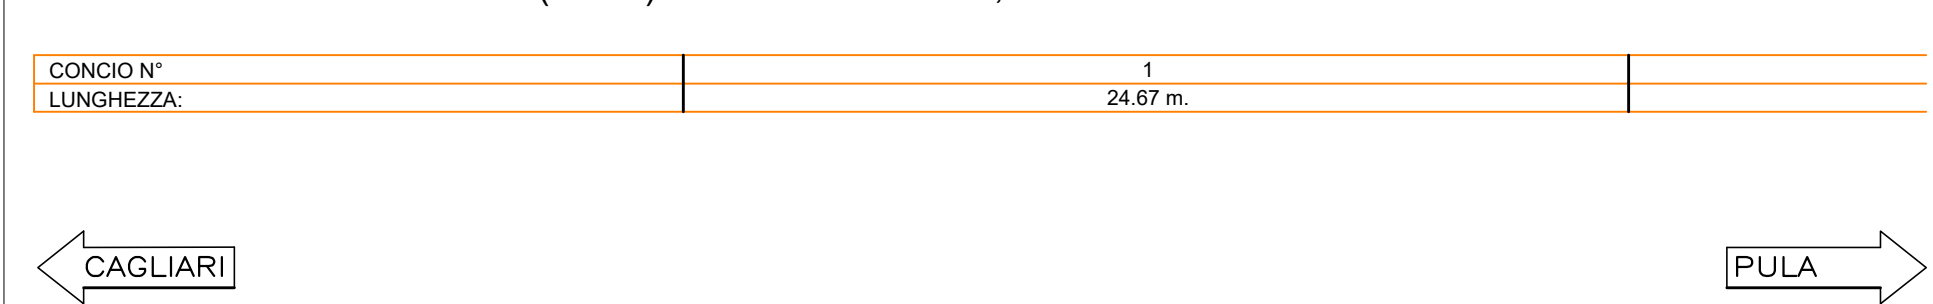 CONCIO N° 1
LUNGHEZZA: 24.67 m.
CAGLIARI PULA